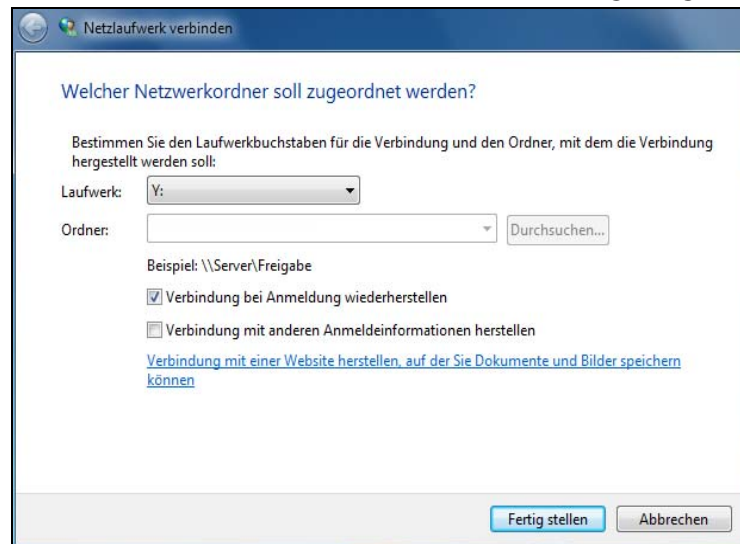 Netzlaufwerk verbinden
Welcher Netzwerkordner soll zugeordnet werden?
Bestimmen Sie den Laufwerkbuchstaben für die Verbindung und den Ordner, mit dem die Verbindung
hergestellt werden soll:
Laufwerk: Y:
Ordner: Durchsuchen...
Beispiel: \\Server\Freigabe
Verbindung bei Anmeldung wiederherstellen
Verbindung mit anderen Anmeldeinformationen herstellen
Verbindung mit einer Website herstellen, auf der Sie Dokumente und Bilder speichern
können
Fertig stellen Abbrechen